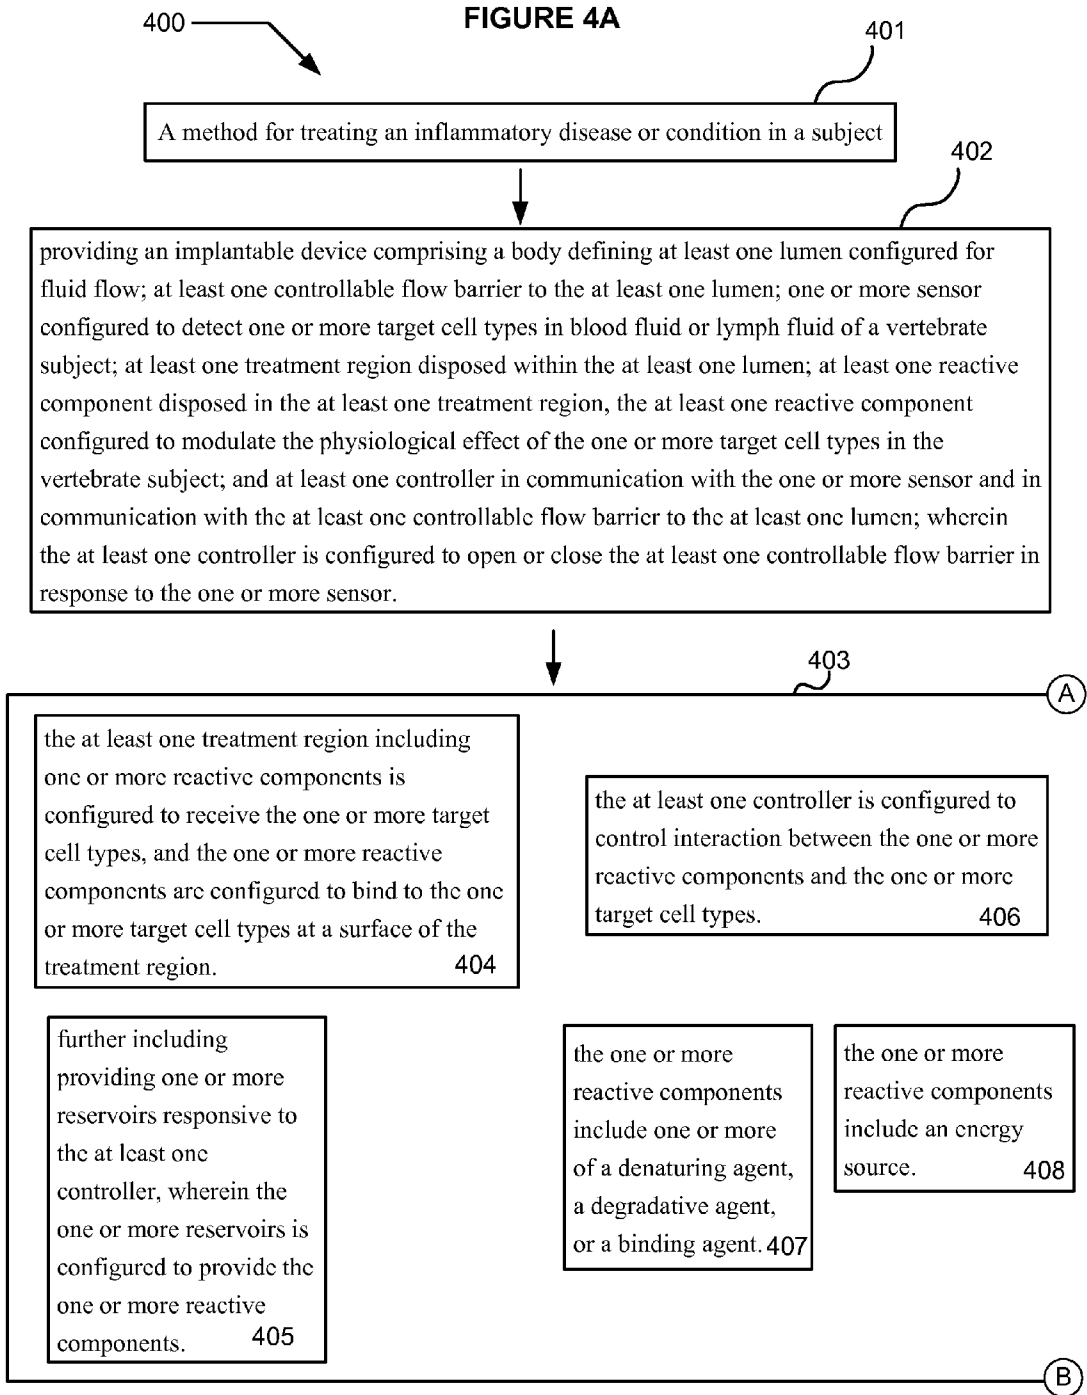 FIGURE 4A
400
401
A method for treating an inflammatory disease or condition in a subject
402
providing an implantable device comprising a body defining at least one lumen configured for
fluid flow; at least one controllable flow barrier to the at least one lumen; one or more sensor
configured to detect one or more target cell types in blood fluid or lymph fluid of a vertebrate
subject; at least one treatment region disposed within the at least one lumen; at least one reactive
component disposed in the at least one treatment region, the at least one reactive component
configured to modulate the physiological effect of the one or more target cell types in the
vertebrate subject; and at least one controller in communication with the one or more sensor and in
communication with the at least one controllable flow barrier to the at least one lumen; wherein
the at least one controller is configured to open or close the at least one controllable flow barrier in
response to the one or more sensor.
403
A
the at least one treatment region including
one or more reactive components is
configured to receive the one or more target
cell types, and the one or more reactive
components are configured to bind to the one
or more target cell types at a surface of the
treatment region. 404
the at least one controller is configured to
control interaction between the one or more
reactive components and the one or more
target cell types. 406
further including
providing one or more
reservoirs responsive to
the at least one
controller, wherein the
one or more reservoirs is
configured to provide the
one or more reactive
components. 405
the one or more
reactive components
include one or more
of a denaturing agent,
a degradative agent,
or a binding agent. 407
the one or more
reactive components
include an energy
source. 408
B